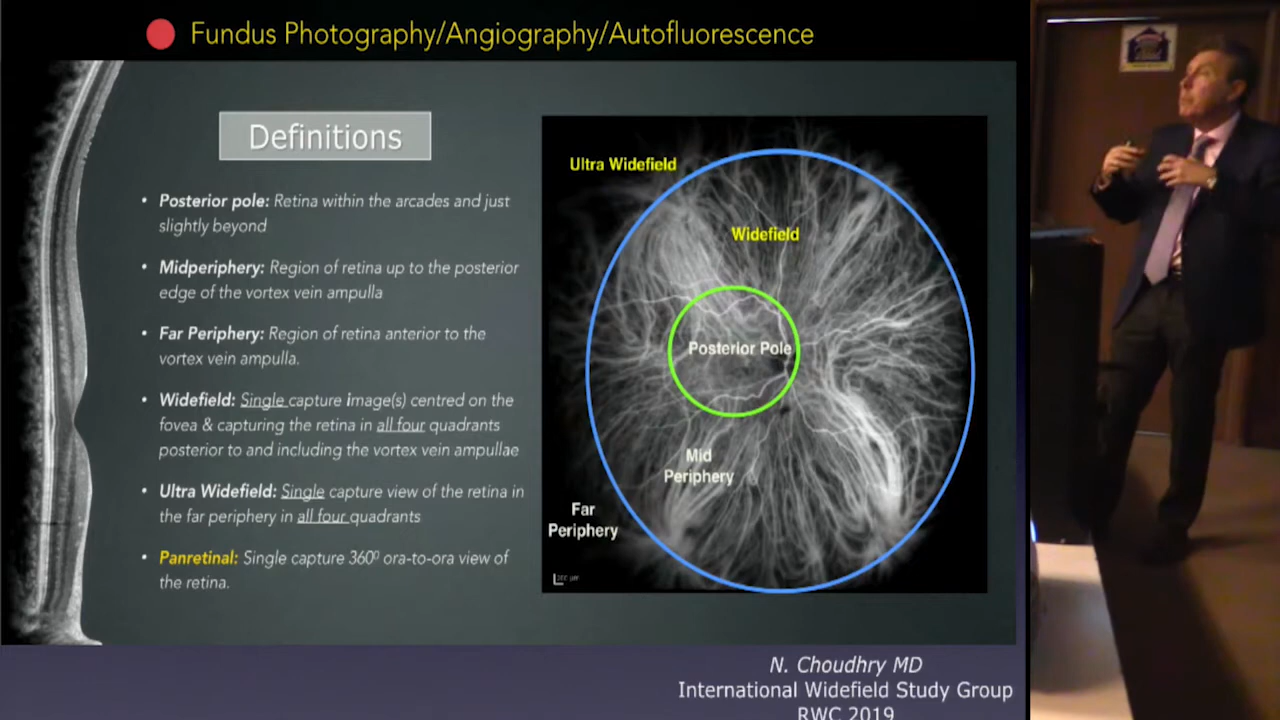 Fundus Photography/Angiography/Autofluorescence
Definitions
• Posterior pole: Retina within the arcades and just
slightly beyond
• Midperiphery: Region of retina up to the posterior
edge of the vortex vein ampulla
• Far Periphery: Region of retina anterior to the
vortex vein ampulla.
• Widefield: Single capture image(s) centred on the
fovea & capturing the retina in all four quadrants
posterior to and including the vortex vein ampullae
• Ultra Widefield: Single capture view of the retina in
the far periphery in all four quadrants
• Panretinal: Single capture 360⁰ ora-to-ora view of
the retina.
Ultra Widefield
Widefield
Posterior Pole
Mid
Periphery
Far
Periphery
N. Choudhry MD
International Widefield Study Group
RWC 2019